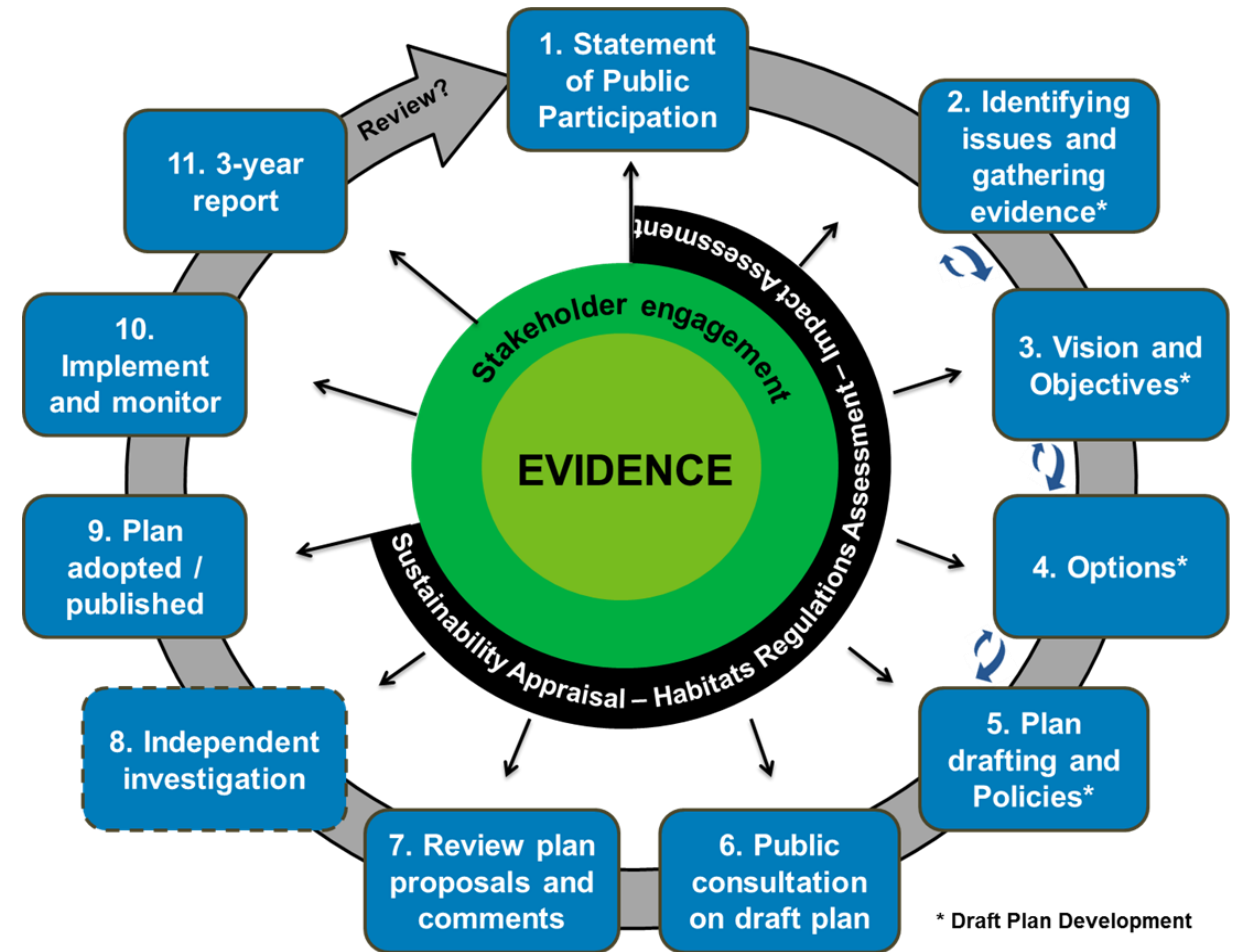 1. Statement
of Public
Participation
2. Identifying
issues and
gathering
evidence*
3. Vision and
Objectives*
4. Options*
5. Plan
drafting and
Policies*
6. Public
consultation
on draft plan
7. Review plan
proposals and
comments
8. Independent
investigation
9. Plan
adopted /
published
10.
Implement
and monitor
11. 3-year
report
Review?
Stakeholder engagement
EVIDENCE
Sustainability Appraisal – Habitats Regulations Assessment – Impact Assessment
* Draft Plan Development